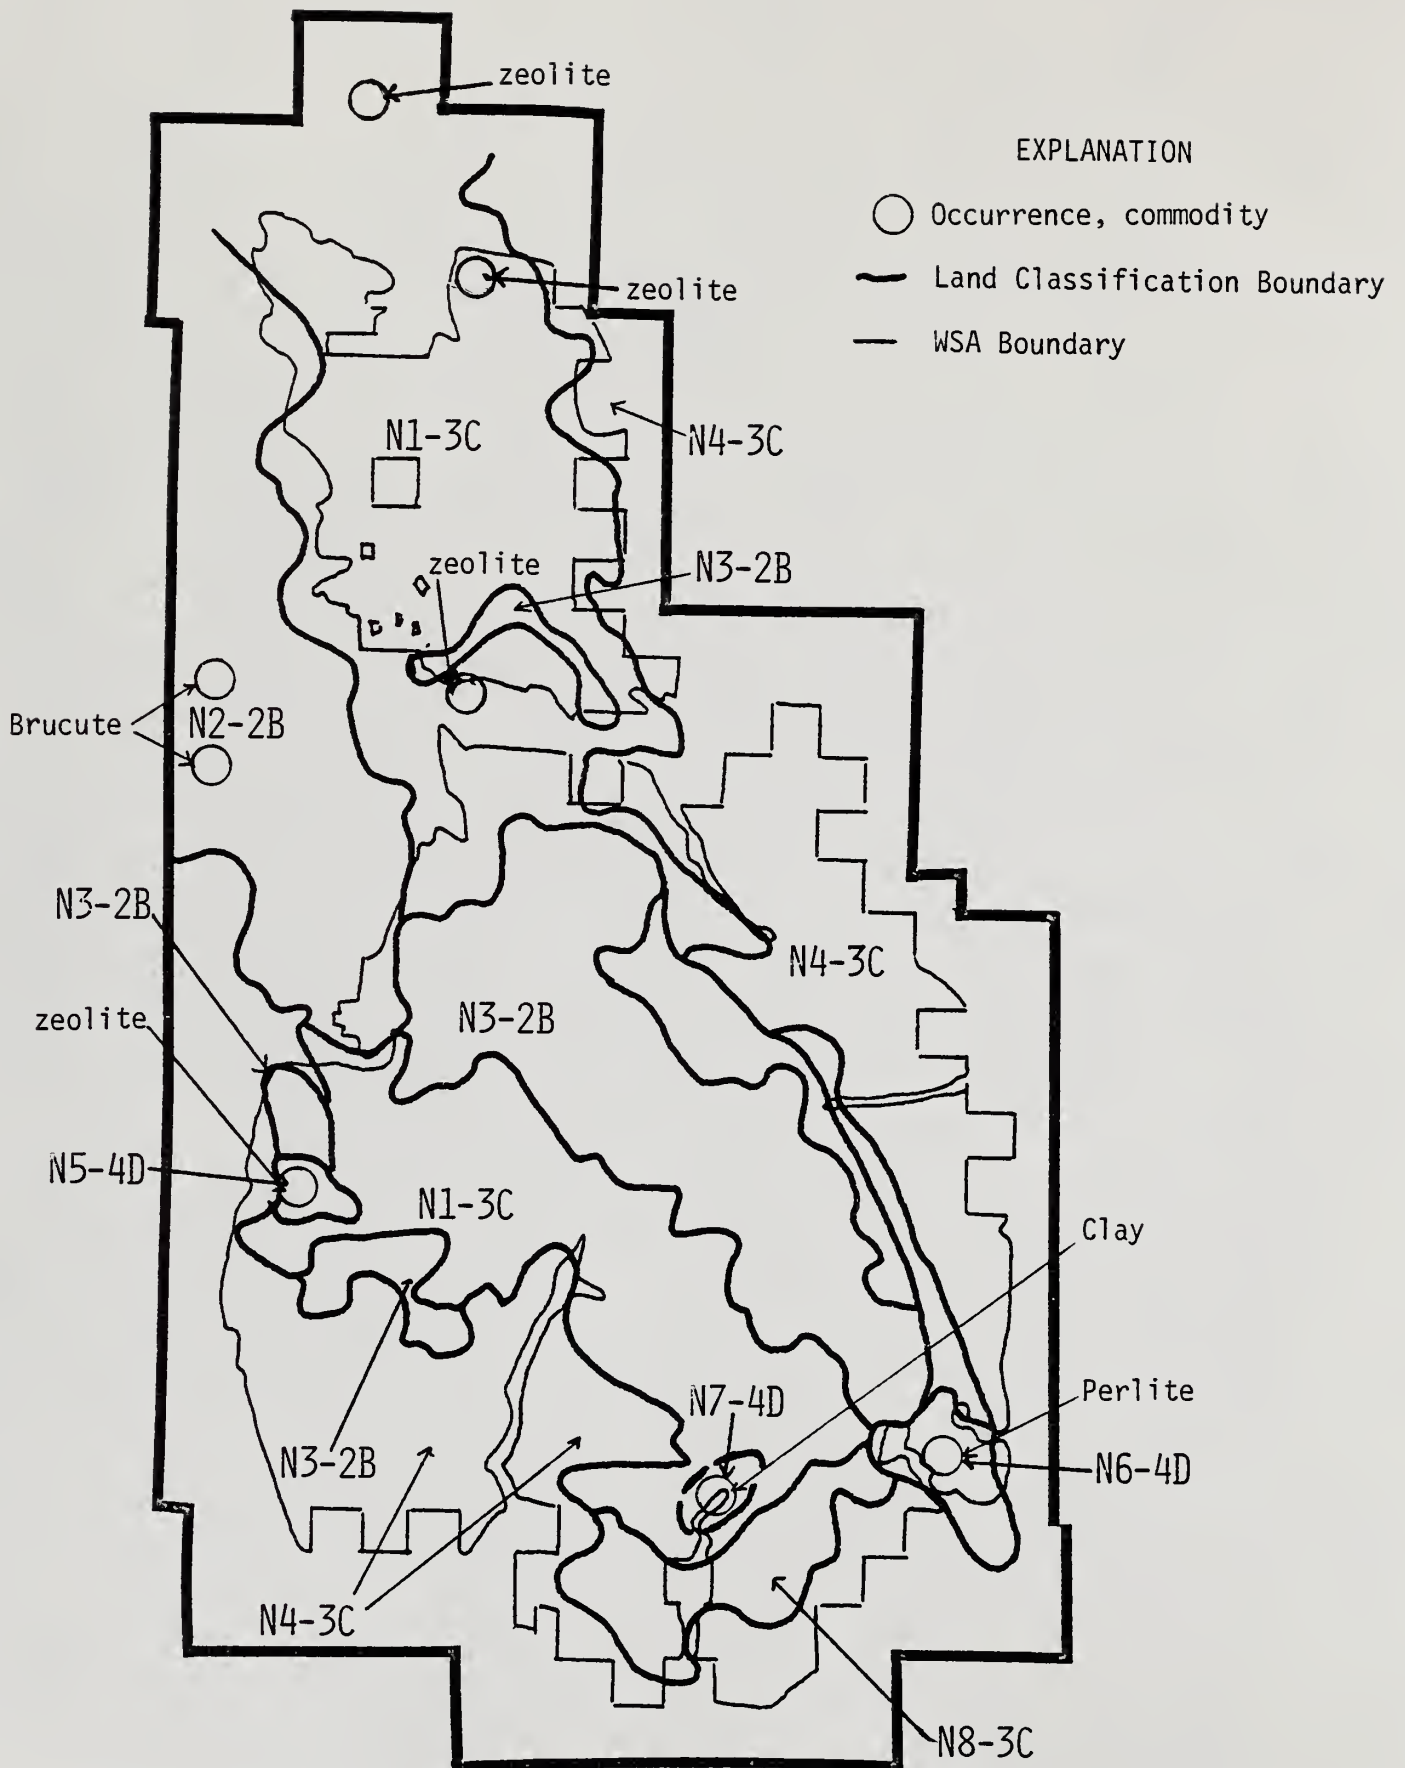 zeolite
EXPLANATION
Occurrence, commodity
Land Classification Boundary
WSA Boundary
zeolite
N1-3C
N4-3C
zeolite
N3-2B
Brucute
N2-2B
N3-2B
N4-3C
zeolite
N3-2B
N5-4D
N1-3C
Clay
Perlite
N7-4D
N3-2B
N6-4D
N4-3C
N8-3C